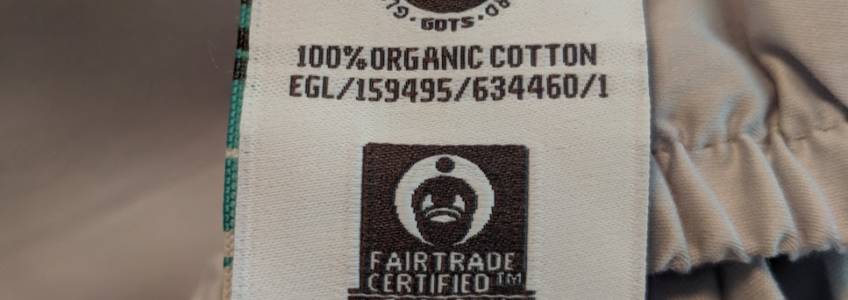 GOTS
100% ORGANIC COTTON
EGL/159495/634460/1
FAIRTRADE
CERTIFIED™